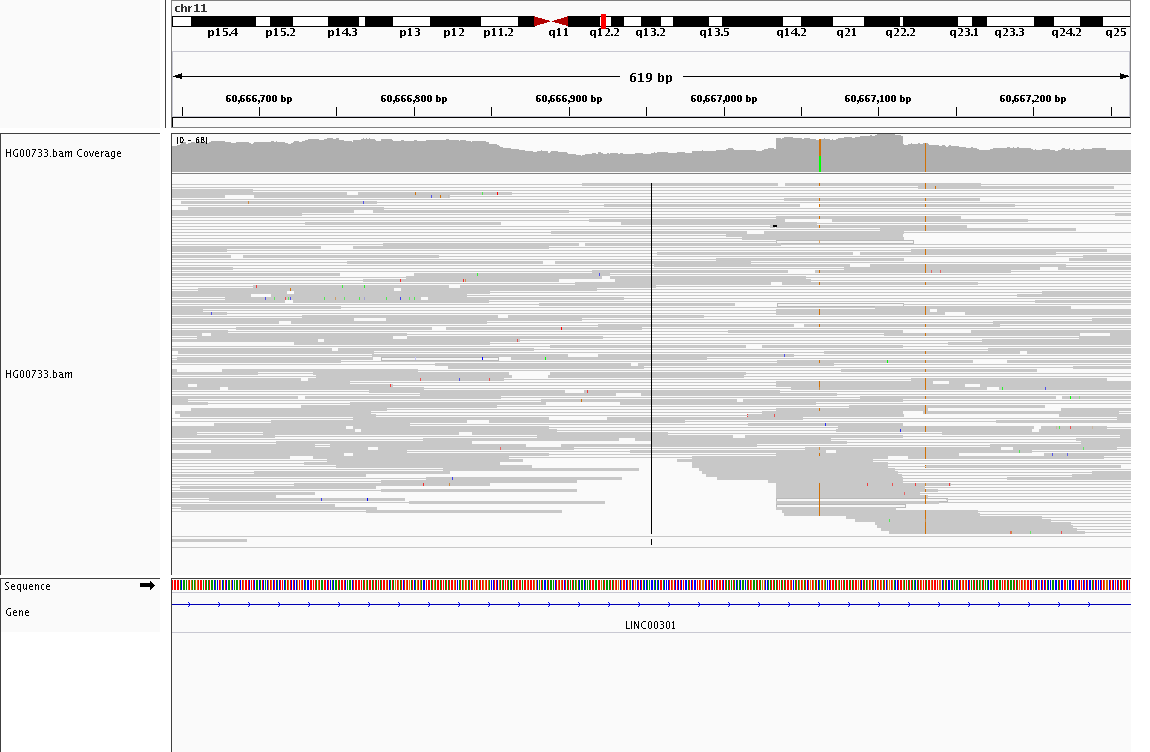 chr11
p15.4 p15.2 p14.3 p13 p12 p11.2 q11 q12.2 q13.2 q13.5 q14.2 q21 q22.2 q23.1 q23.3 q24.2 q25
619 bp
60,666,700 bp 60,666,800 bp 60,666,900 bp 60,667,000 bp 60,667,100 bp 60,667,200 bp
[0 - 68]
HG00733.bam Coverage
HG00733.bam
Sequence
Gene
LINC00301